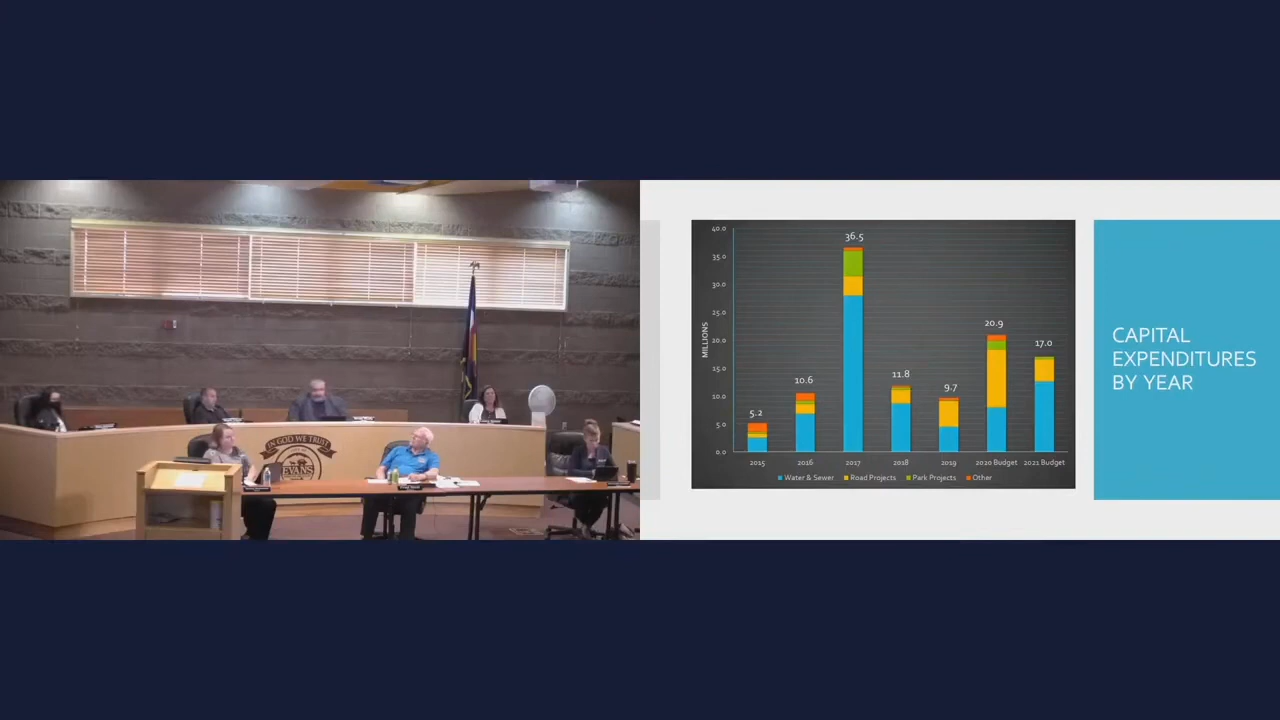 IN GOD WE TRUST
EVANS
40.0
35.0
30.0
25.0
20.0
15.0
10.0
5.0
0.0
MILLIONS
5.2
10.6
36.5
11.8
9.7
20.9
17.0
2015
2016
2017
2018
2019
2020 Budget
2021 Budget
Water & Sewer
Road Projects
Park Projects
Other
CAPITAL
EXPENDITURES
BY YEAR